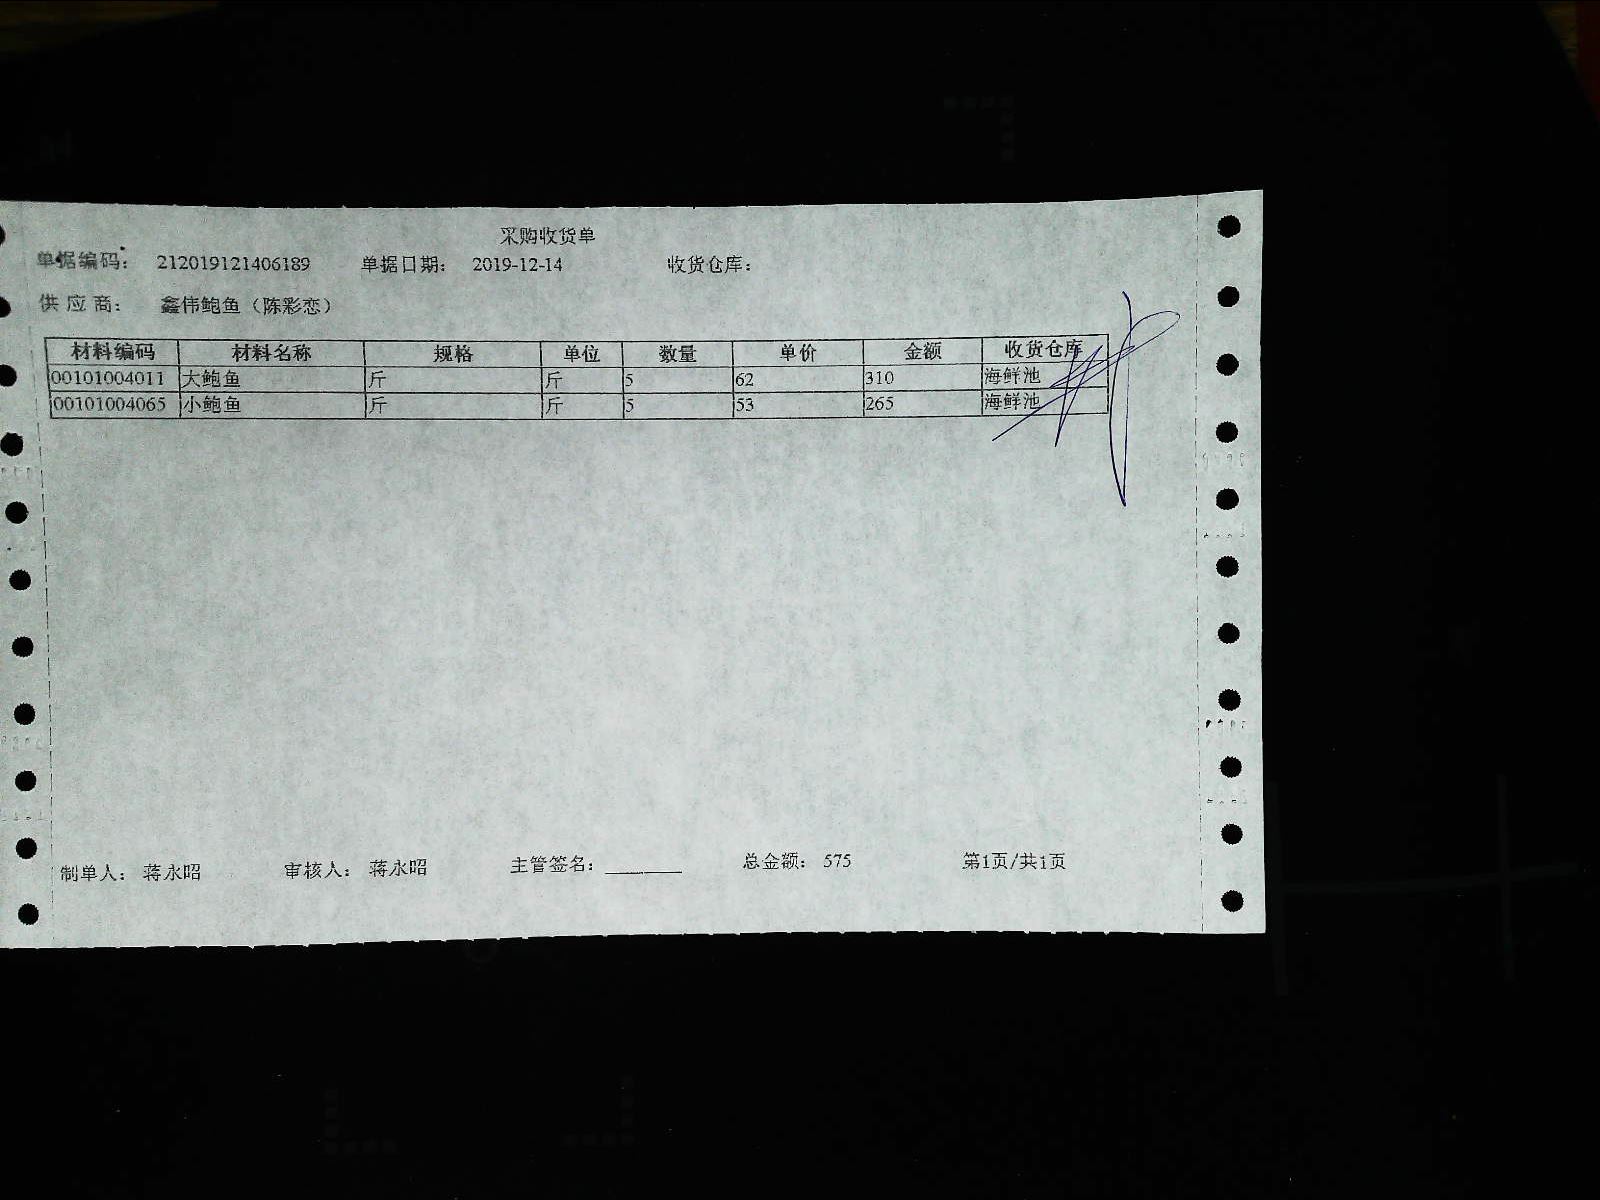 采购收货单
单据编码: 212019121406189 单据日期: 2019-12-14 收货仓库:
供应商: 鑫伟鲍鱼（陈彩恋）
材料编码 材料名称 规格 单位 数量 单价 金额 收货仓库
00101004011 大鲍鱼 斤 斤 5 62 310 海鲜池
00101004065 小鲍鱼 斤 斤 5 53 265 海鲜池
制单人: 蒋永昭 审核人: 蒋永昭 主管签名: 总金额: 575 第1页/共1页